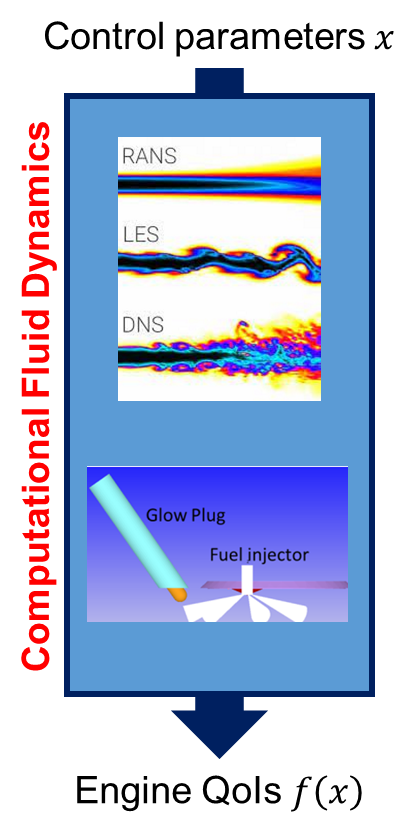 Control parameters x
Computational Fluid Dynamics
RANS
LES
DNS
Glow Plug
Fuel injector
Engine QoIs f(x)